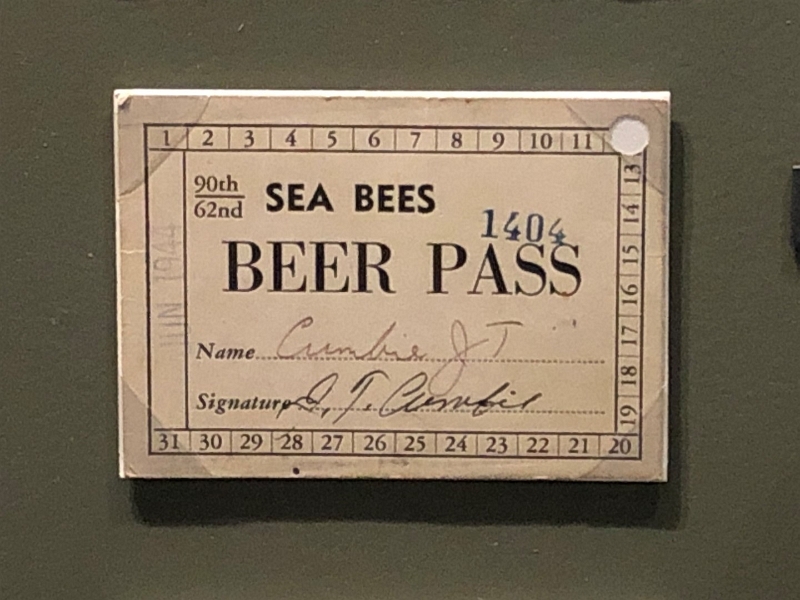 1 2 3 4 5 6 7 8 9 10 11
90th
62nd
SEA BEES
1404
BEER PASS
Name Cumbie J T
Signature J. T. Cumbie
13 14 15 16 17 18 19
31 30 29 28 27 26 25 24 23 22 21 20
JUN 1944